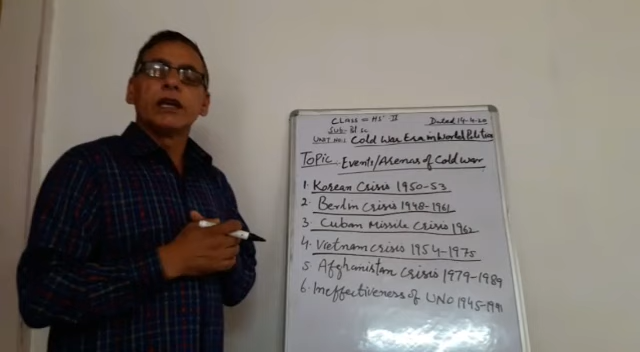 CLASS = HS II Dated 14-4-20
UNIT NO:1 Cold War Era in World Politics
Topic:. Events/Arenas of Cold War
1. Korean Crisis 1950-53
2. Berlin Crisis 1948-1961
3. Cuban Missile Crisis 1962
4. Vietnam Crisis 1954-1975
5. Afghanistan Crisis 1979-1989
6. Ineffectiveness of UNO 1945-1991